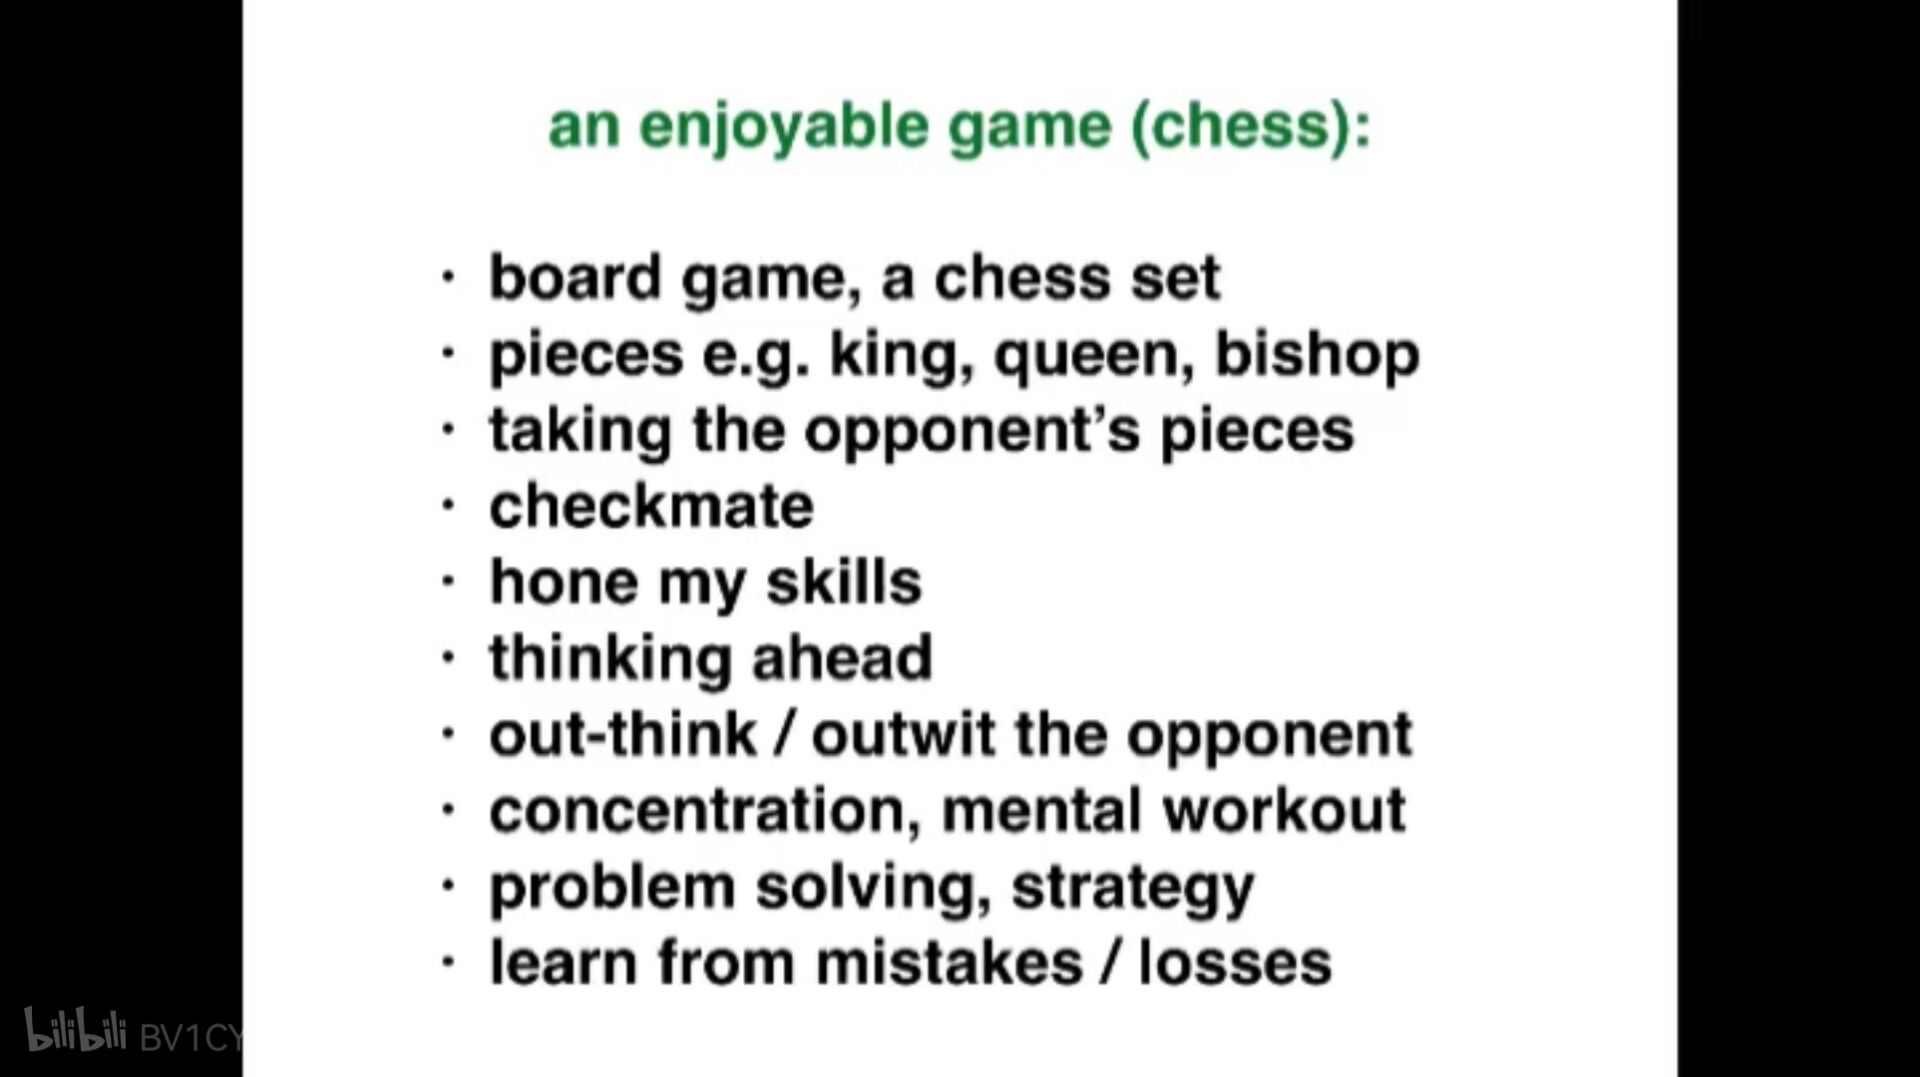 an enjoyable game (chess):
· board game, a chess set
· pieces e.g. king, queen, bishop
· taking the opponent’s pieces
· checkmate
· hone my skills
· thinking ahead
· out-think / outwit the opponent
· concentration, mental workout
· problem solving, strategy
· learn from mistakes / losses
bilibili BV1CY